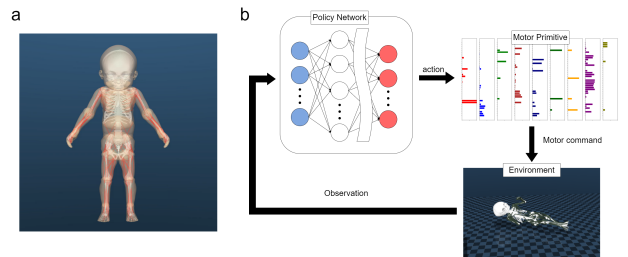 a
b
Policy Network
action
Motor Primitive
Motor command
Environment
Observation